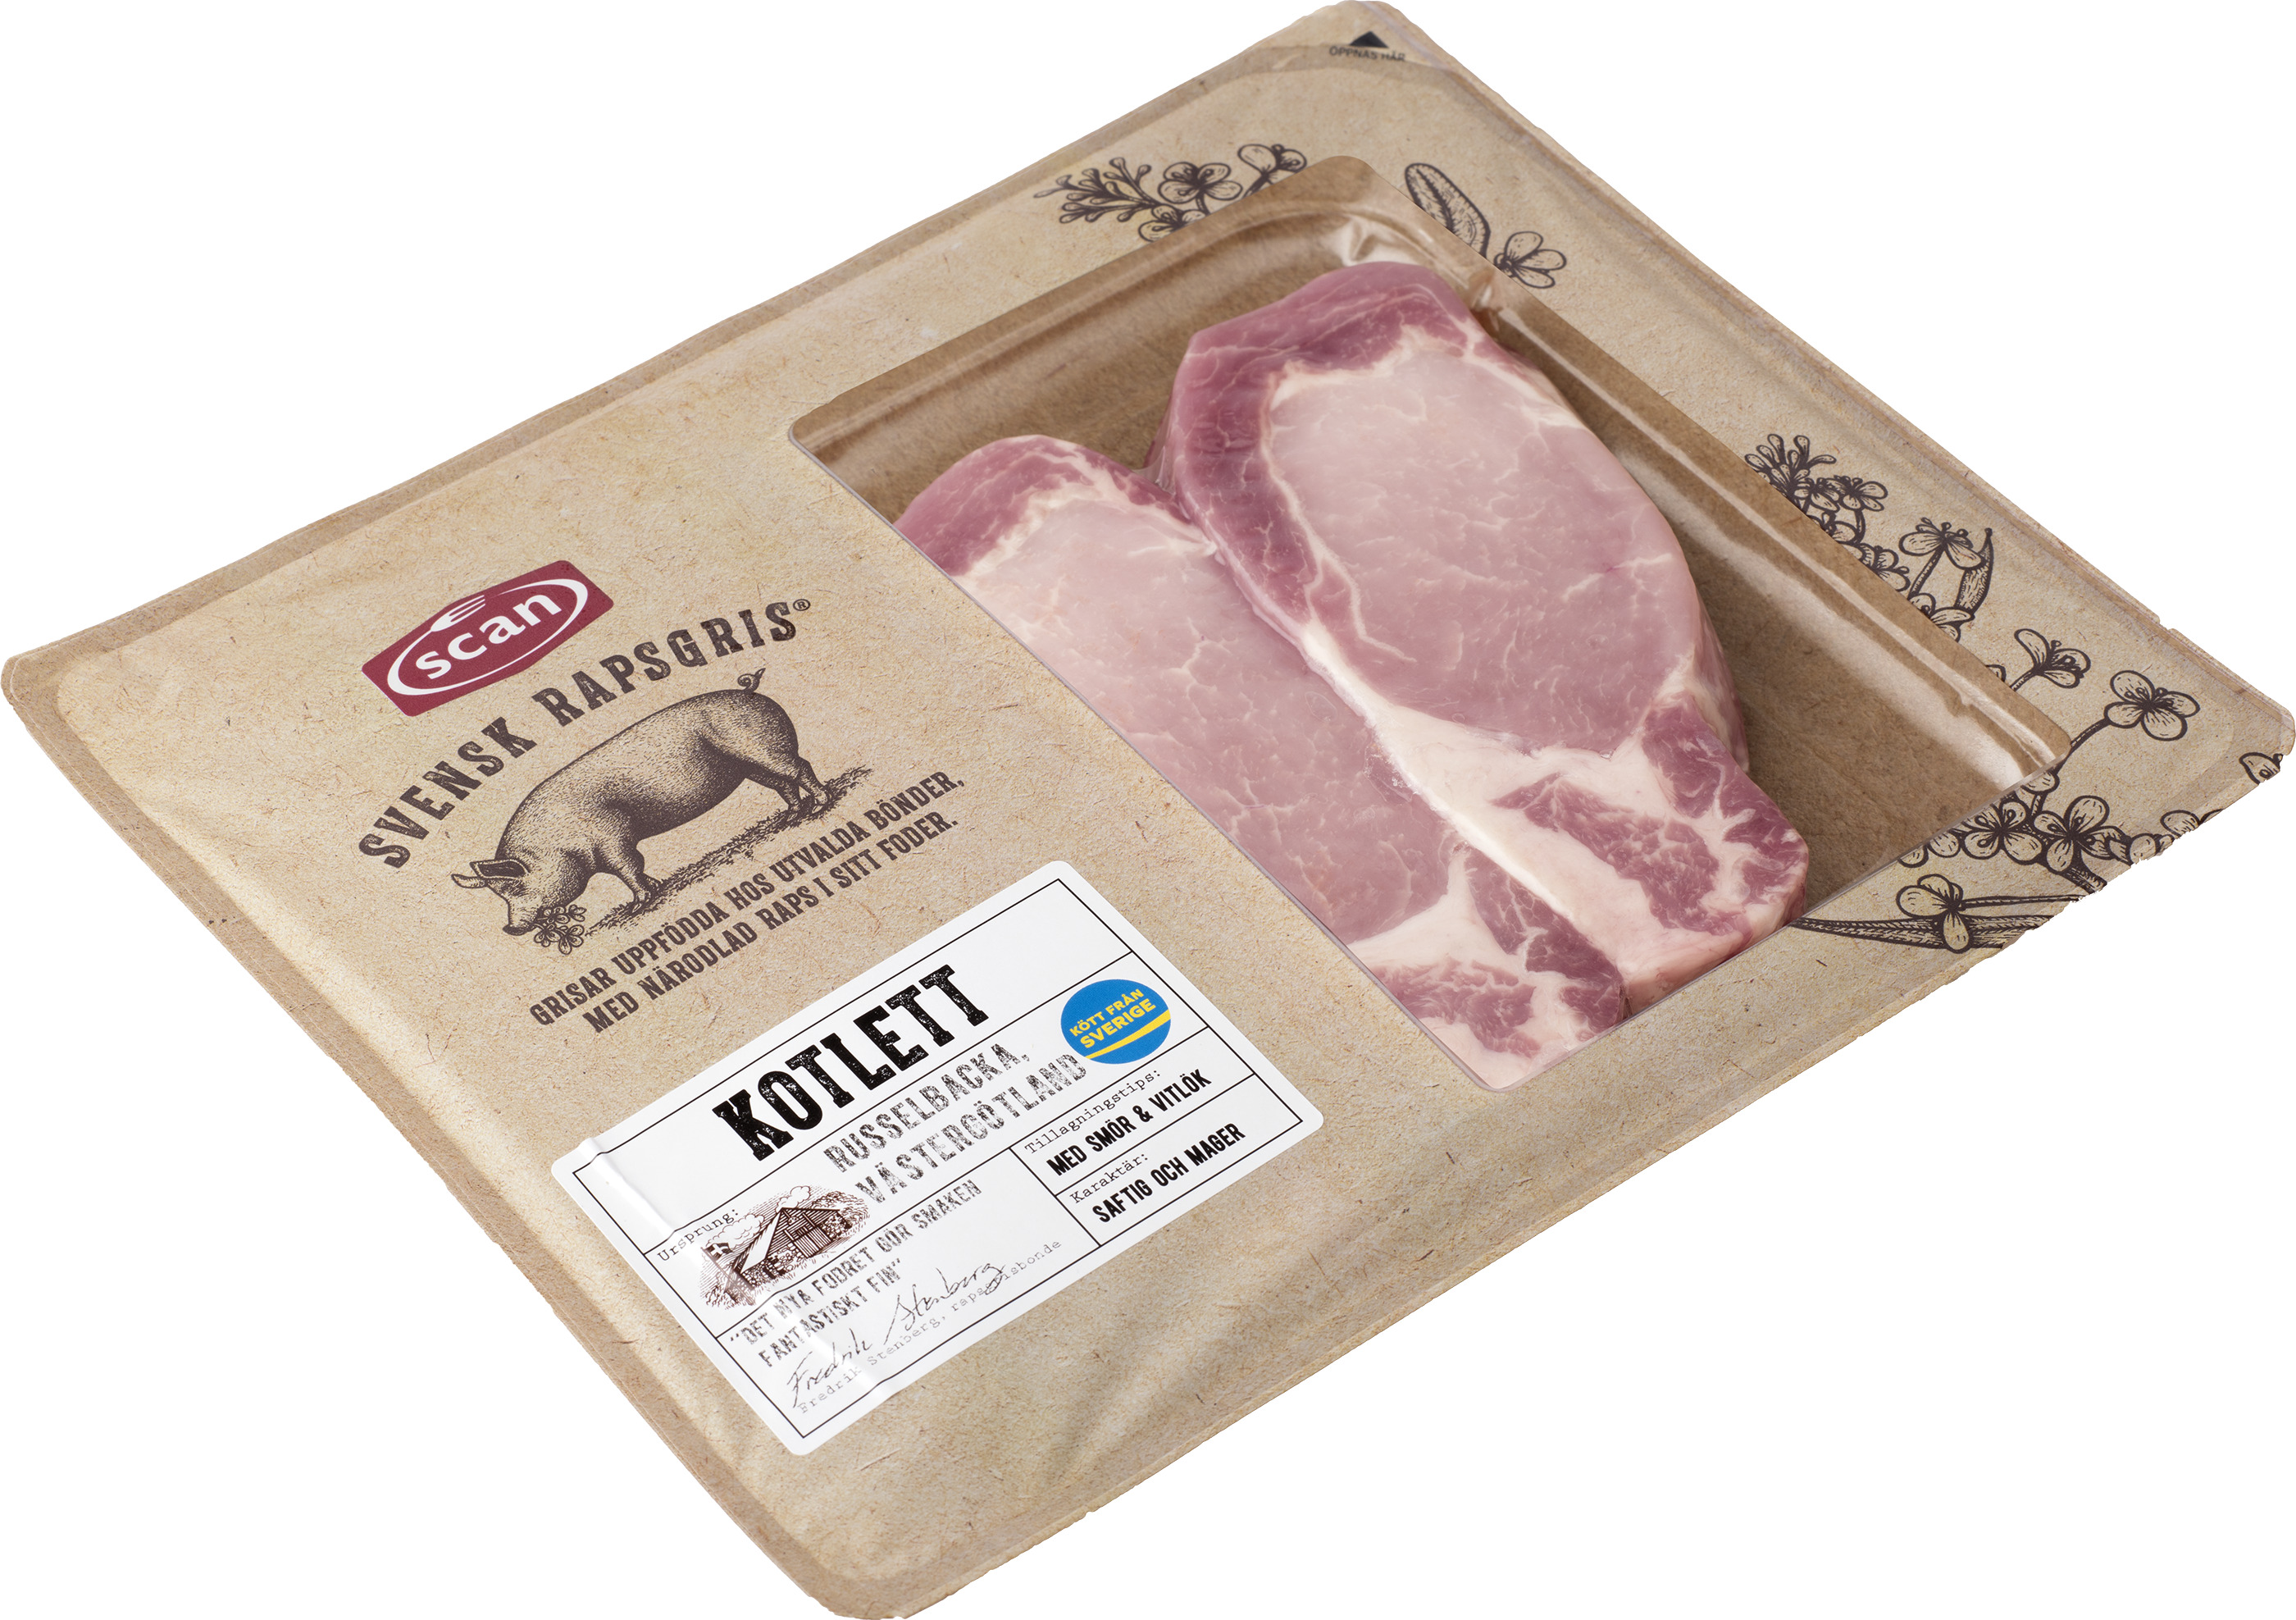 ÖPPNAS HÄR
scan
SVENSK RAPSGRIS®
GRISAR UPPFÖDDA HOS UTVALDA BÖNDER,
MED NÄRODLAD RAPS I SITT FODER.
KOTLETT
KÖTT FRÅN
SVERIGE
Ursprung:
RUSSELBACKA,
VÄSTERGÖTLAND
"DET NYA FODRET GÖR SMAKEN
FANTASTISKT FIN"
Fredrik Stenberg
Fredrik Stenberg, rapsgrisbonde
Tillagningstips:
MED SMÖR & VITLÖK
Karaktär:
SAFTIG OCH MAGER